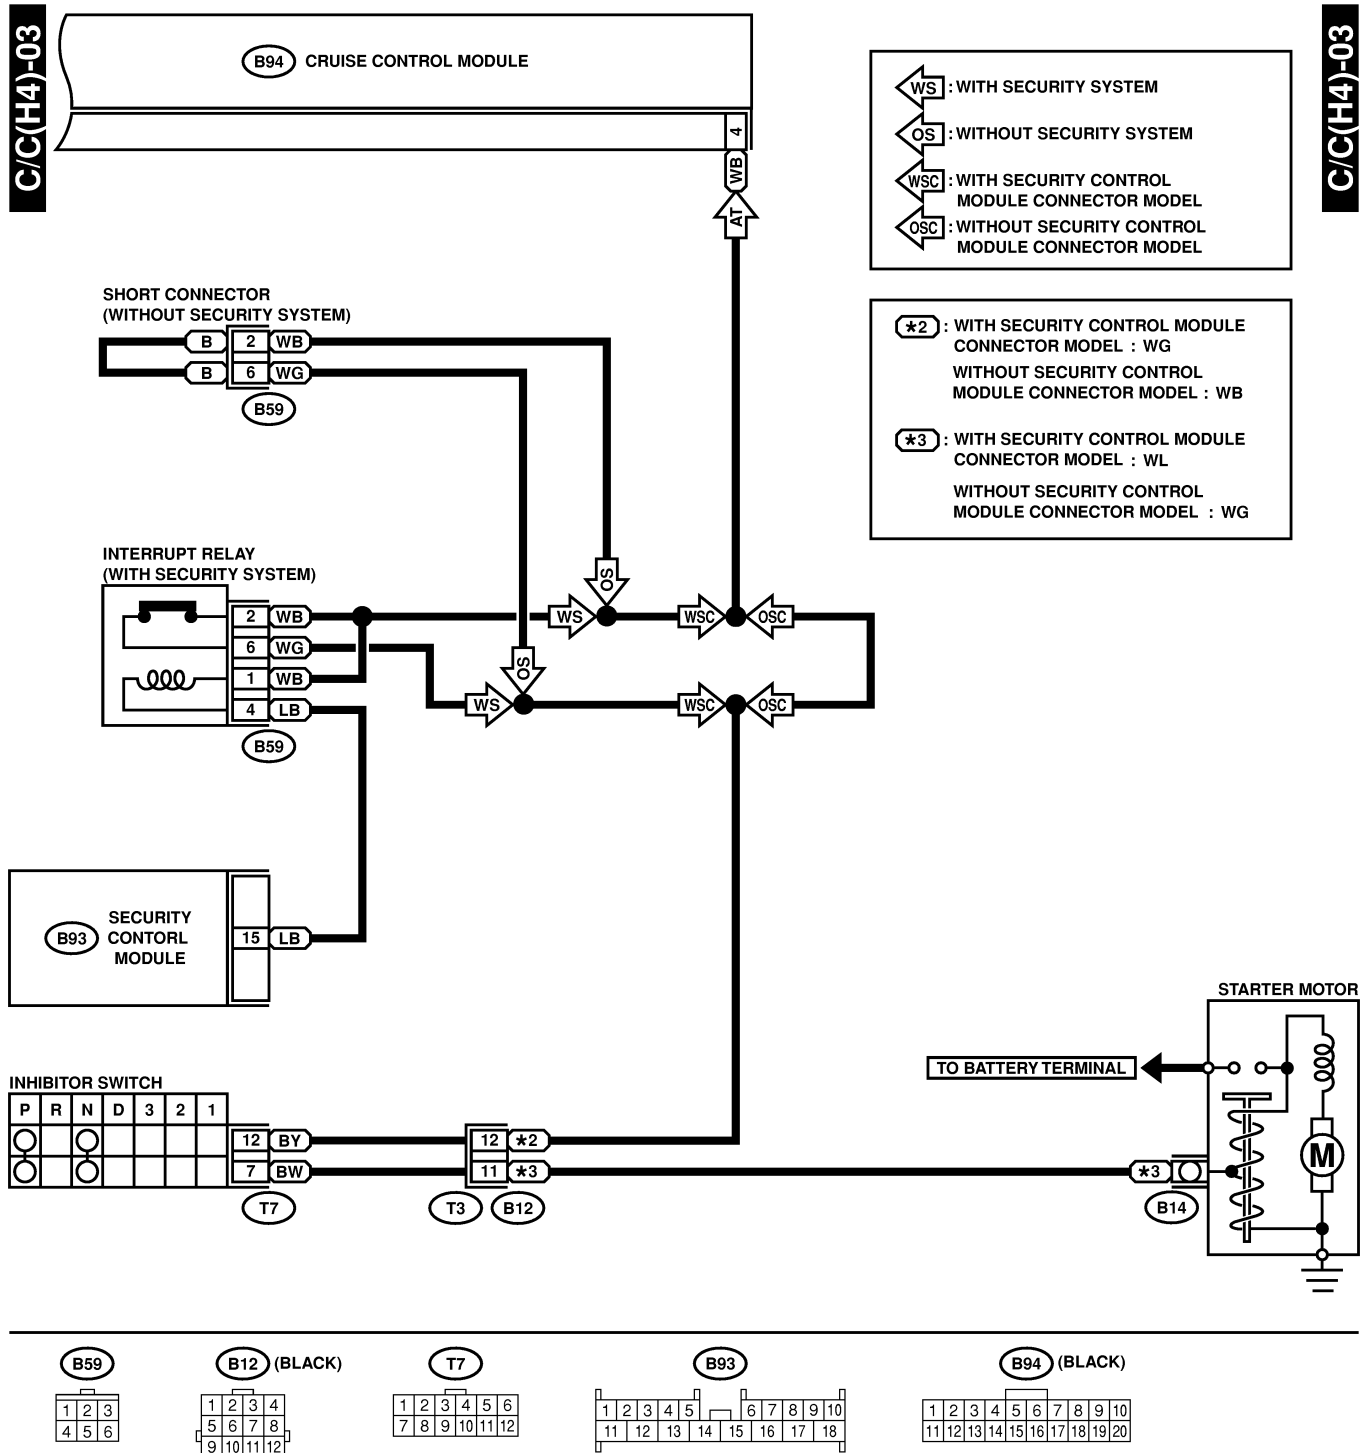 C/C(H4)-03
C/C(H4)-03
B94 CRUISE CONTROL MODULE
4
WB
AT
WS : WITH SECURITY SYSTEM
OS : WITHOUT SECURITY SYSTEM
WSC : WITH SECURITY CONTROL
MODULE CONNECTOR MODEL
OSC : WITHOUT SECURITY CONTROL
MODULE CONNECTOR MODEL
*2 : WITH SECURITY CONTROL MODULE
CONNECTOR MODEL : WG
WITHOUT SECURITY CONTROL
MODULE CONNECTOR MODEL : WB
*3 : WITH SECURITY CONTROL MODULE
CONNECTOR MODEL : WL
WITHOUT SECURITY CONTROL
MODULE CONNECTOR MODEL : WG
SHORT CONNECTOR
(WITHOUT SECURITY SYSTEM)
B 2 WB
B 6 WG
B59
INTERRUPT RELAY
(WITH SECURITY SYSTEM)
OS
2 WB WS WSC OSC
6 WG
OS
1 WB
4 LB WS WSC OSC
B59
SECURITY
B93 CONTORL
MODULE
15 LB
STARTER MOTOR
TO BATTERY TERMINAL
M
INHIBITOR SWITCH
P R N D 3 2 1
12 BY 12 *2
7 BW 11 *3 *3
T7 T3 B12 B14
B59 B12 (BLACK) T7 B93 B94 (BLACK)
1 2 3
4 5 6
1 2 3 4
5 6 7 8
9 10 11 12
1 2 3 4 5 6
7 8 9 10 11 12
1 2 3 4 5 6 7 8 9 10
11 12 13 14 15 16 17 18
1 2 3 4 5 6 7 8 9 10
11 12 13 14 15 16 17 18 19 20